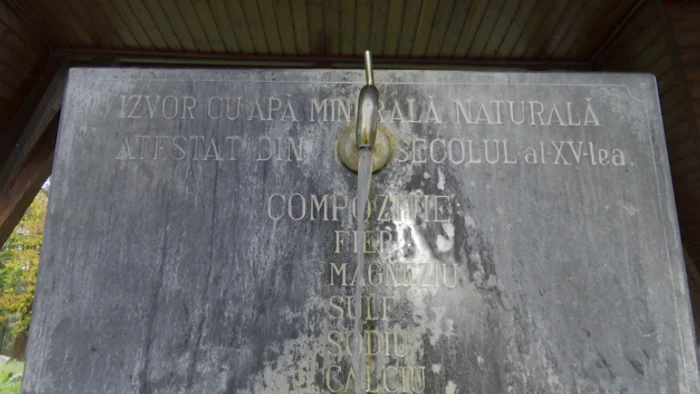 IZVOR CU APĂ MINERALĂ NATURALĂ
ATESTAT DIN SECOLUL al-XV-lea.
COMPOZIȚIE
FIER
MAGNEZIU
SULF
SODIU
CALCIU